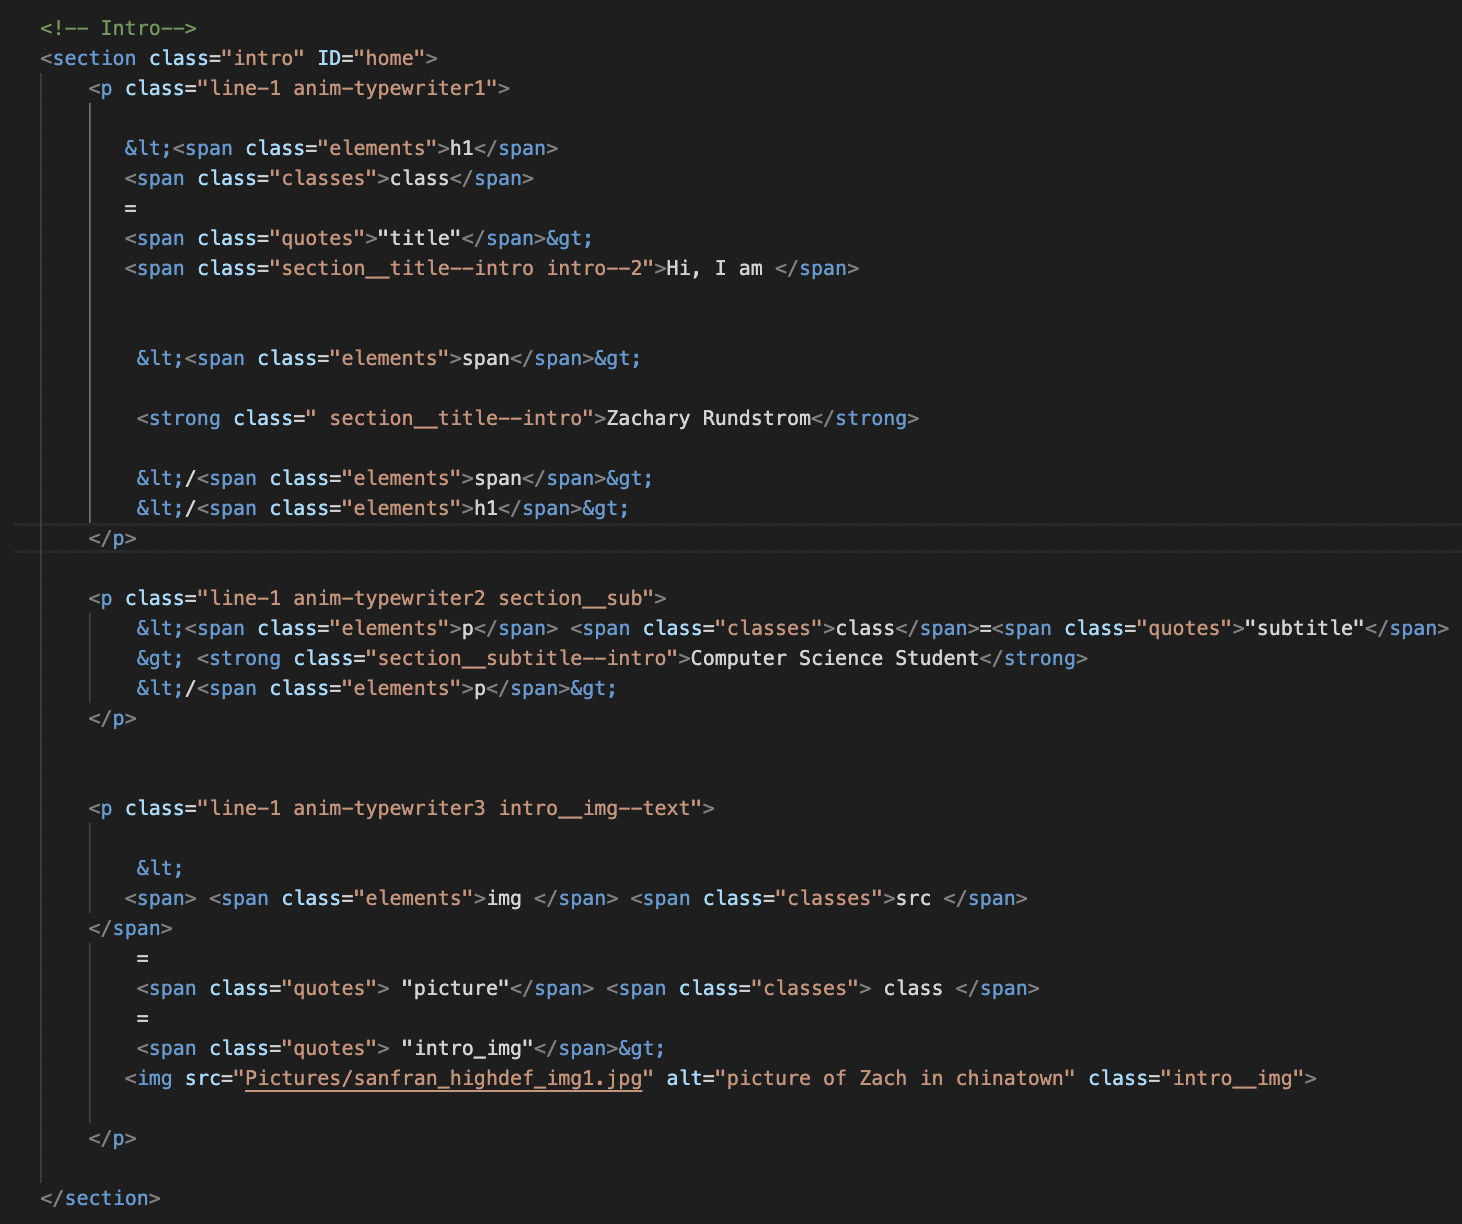 <!-- Intro-->
<section class="intro" ID="home">
<p class="line-1 anim-typewriter1">
&lt;<span class="elements">h1</span>
<span class="classes">class</span>
=
<span class="quotes">"title"</span>&gt;
<span class="section__title--intro intro--2">Hi, I am </span>
&lt;<span class="elements">span</span>&gt;
<strong class=" section__title--intro">Zachary Rundstrom</strong>
&lt;/<span class="elements">span</span>&gt;
&lt;/<span class="elements">h1</span>&gt;
</p>
<p class="line-1 anim-typewriter2 section__sub">
&lt;<span class="elements">p</span> <span class="classes">class</span>=<span class="quotes">"subtitle"</span>
&gt; <strong class="section__subtitle--intro">Computer Science Student</strong>
&lt;/<span class="elements">p</span>&gt;
</p>
<p class="line-1 anim-typewriter3 intro__img--text">
&lt;
<span> <span class="elements">img </span> <span class="classes">src </span>
</span>
=
<span class="quotes"> "picture"</span> <span class="classes"> class </span>
=
<span class="quotes"> "intro_img"</span>&gt;
<img src="Pictures/sanfran_highdef_img1.jpg" alt="picture of Zach in chinatown" class="intro__img">
</p>
</section>